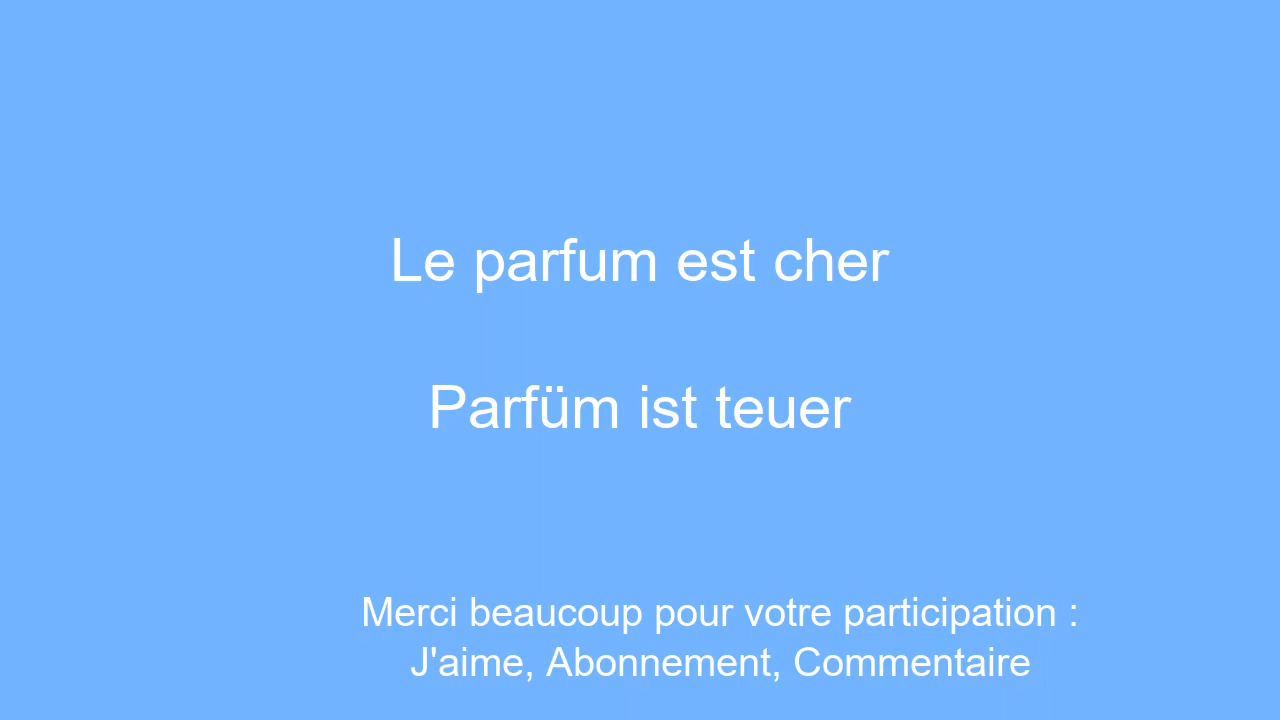 Le parfum est cher
Parfüm ist teuer
Merci beaucoup pour votre participation :
J'aime, Abonnement, Commentaire